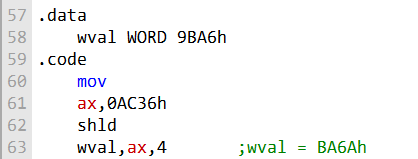 57 .data
58     wval WORD 9BA6h
59 .code
60     mov
61     ax,0AC36h
62     shld
63     wval,ax,4       ;wval = BA6Ah